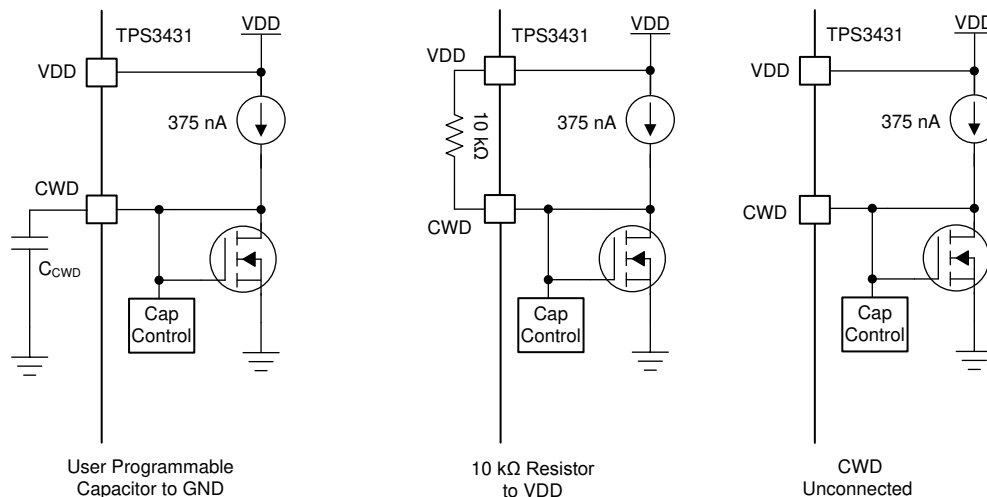 TPS3431
VDD
VDD
375 nA
CWD
CCWD
Cap
Control
User Programmable
Capacitor to GND
TPS3431
VDD
VDD
10 kΩ
375 nA
CWD
Cap
Control
10 kΩ Resistor
to VDD
TPS3431
VDD
VDD
375 nA
CWD
Cap
Control
CWD
Unconnected